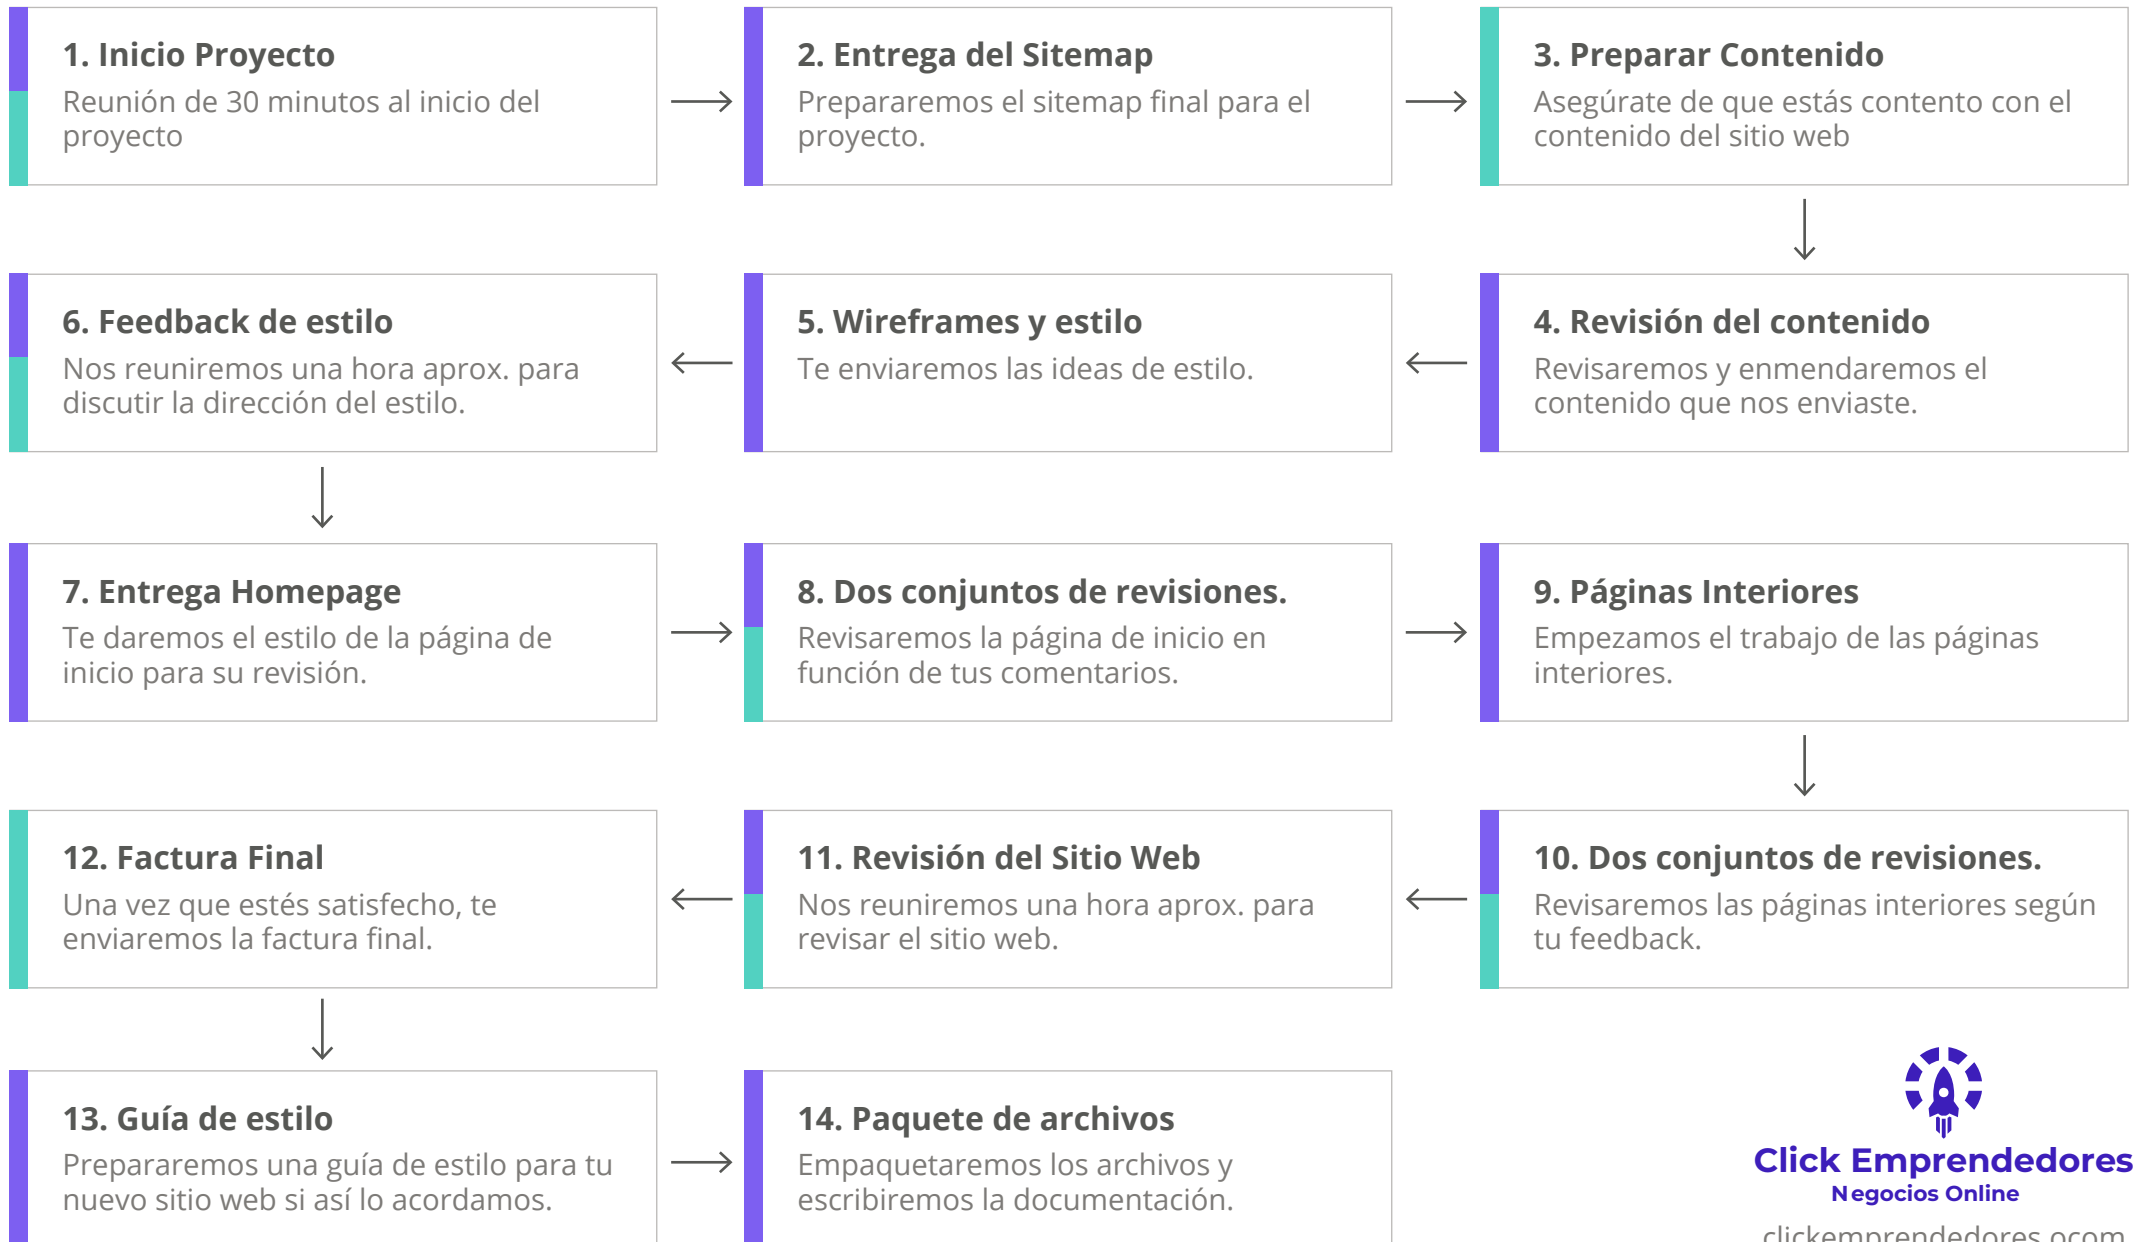 1. Inicio Proyecto
Reunión de 30 minutos al inicio del
proyecto
2. Entrega del Sitemap
Prepararemos el sitemap final para el
proyecto.
3. Preparar Contenido
Asegúrate de que estás contento con el
contenido del sitio web
4. Revisión del contenido
Revisaremos y enmendaremos el
contenido que nos enviaste.
5. Wireframes y estilo
Te enviaremos las ideas de estilo.
6. Feedback de estilo
Nos reuniremos una hora aprox. para
discutir la dirección del estilo.
7. Entrega Homepage
Te daremos el estilo de la página de
inicio para su revisión.
8. Dos conjuntos de revisiones.
Revisaremos la página de inicio en
función de tus comentarios.
9. Páginas Interiores
Empezamos el trabajo de las páginas
interiores.
10. Dos conjuntos de revisiones.
Revisaremos las páginas interiores según
tu feedback.
11. Revisión del Sitio Web
Nos reuniremos una hora aprox. para
revisar el sitio web.
12. Factura Final
Una vez que estés satisfecho, te
enviaremos la factura final.
13. Guía de estilo
Prepararemos una guía de estilo para tu
nuevo sitio web si así lo acordamos.
14. Paquete de archivos
Empaquetaremos los archivos y
escribiremos la documentación.
Click Emprendedores
Negocios Online
clickemprendedores.ocom